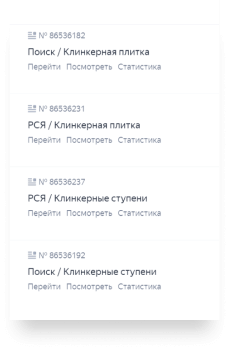 № 86536182
Поиск / Клинкерная плитка
Перейти Посмотреть Статистика
№ 86536231
РСЯ / Клинкерная плитка
Перейти Посмотреть Статистика
№ 86536237
РСЯ / Клинкерные ступени
Перейти Посмотреть Статистика
№ 86536192
Поиск / Клинкерные ступени
Перейти Посмотреть Статистика